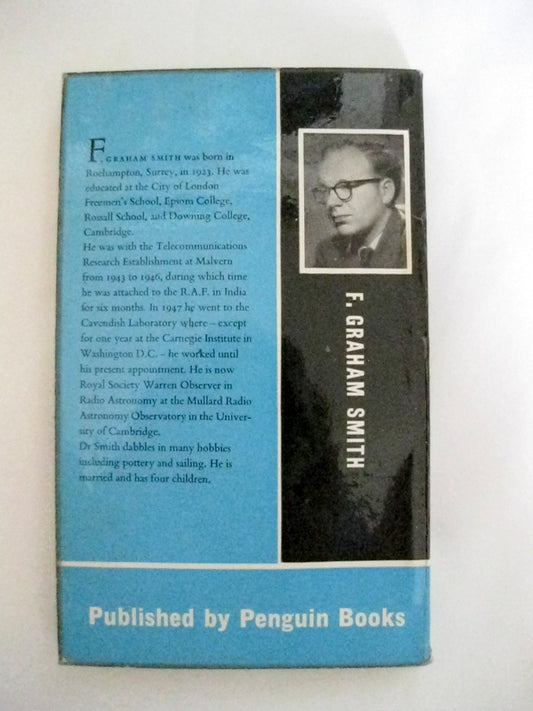 F. GRAHAM SMITH was born in
Roehampton, Surrey, in 1923. He was
educated at the City of London
Freemen's School, Epsom College,
Rossall School, and Downing College,
Cambridge.
He was with the Telecommunications
Research Establishment at Malvern
from 1943 to 1946, during which time
he was attached to the R.A.F. in India
for six months. In 1947 he went to the
Cavendish Laboratory where – except
for one year at the Carnegie Institute in
Washington D.C. – he worked until
his present appointment. He is now
Royal Society Warren Observer in
Radio Astronomy at the Mullard Radio
Astronomy Observatory in the Univer-
sity of Cambridge.
Dr Smith dabbles in many hobbies
including pottery and sailing. He is
married and has four children.
F. GRAHAM SMITH
Published by Penguin Books